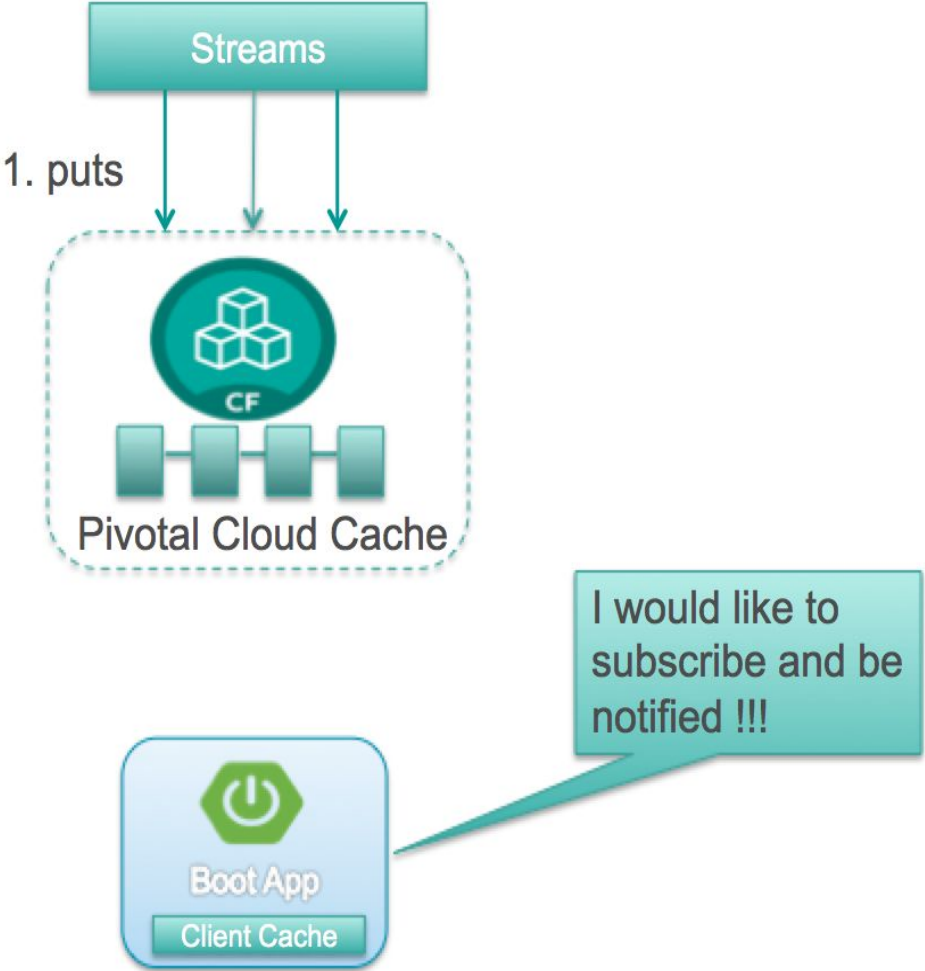 Streams
1. puts
CF
Pivotal Cloud Cache
I would like to
subscribe and be
notified !!!
Boot App
Client Cache